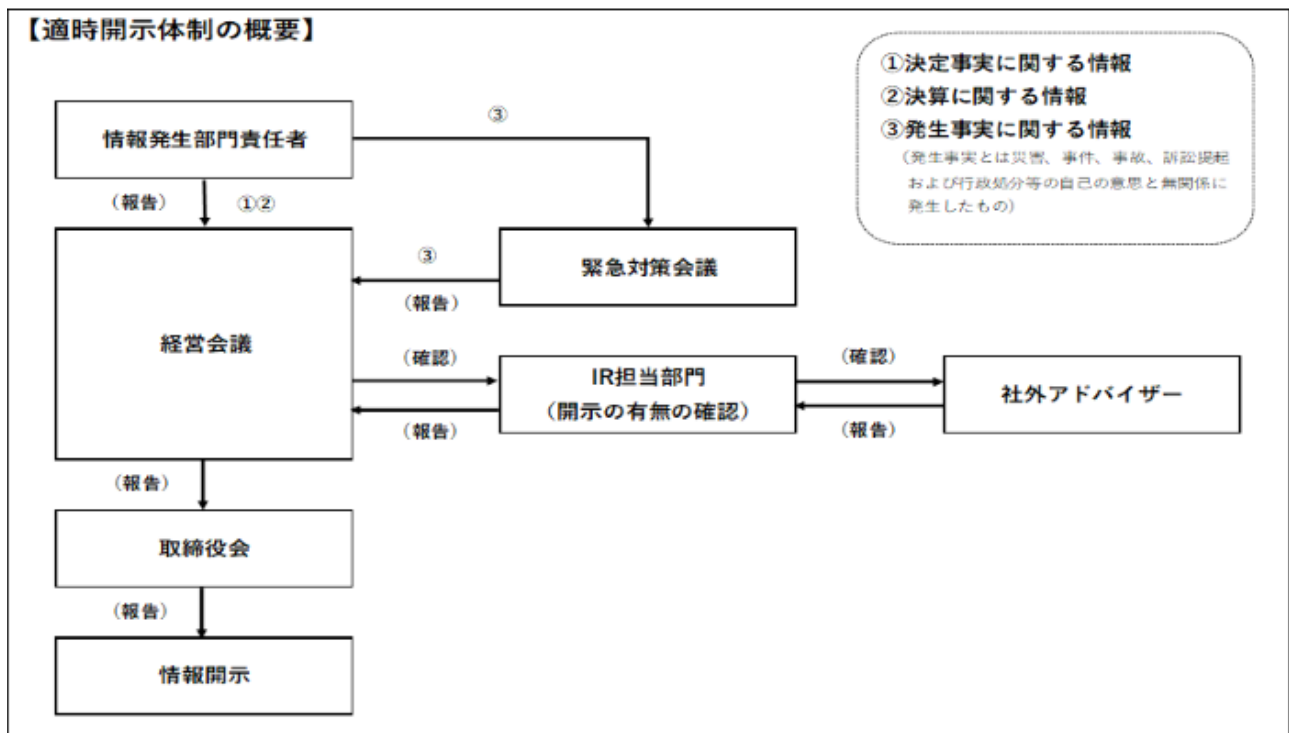 【適時開示体制の概要】
①決定事実に関する情報
②決算に関する情報
③発生事実に関する情報
（発生事実とは災害、事件、事故、訴訟提起
および行政処分等の自己の意思と無関係に
発生したもの）
情報発生部門責任者
③
（報告）
①②
緊急対策会議
③
（報告）
経営会議
（確認）
IR担当部門
（開示の有無の確認）
（報告）
（確認）
社外アドバイザー
（報告）
（報告）
取締役会
（報告）
情報開示